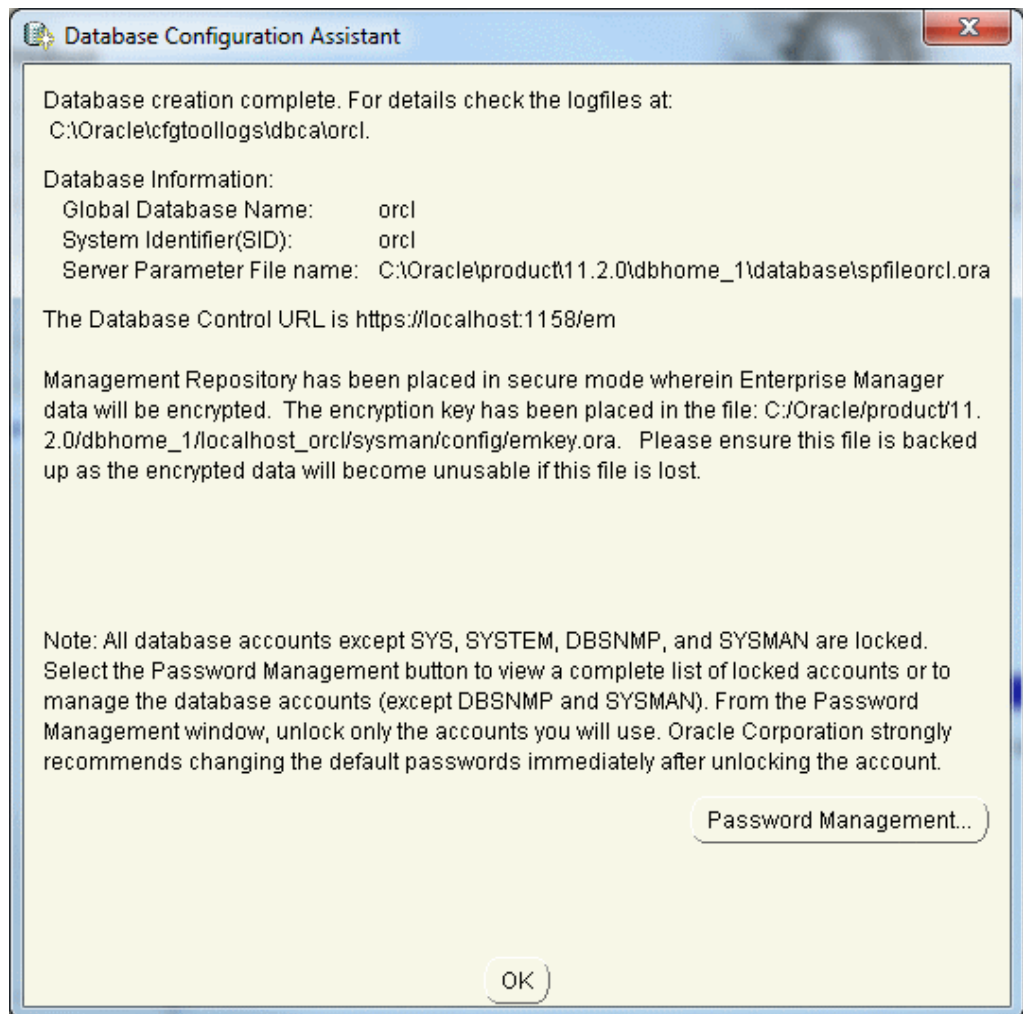 Database Configuration Assistant
Database creation complete. For details check the logfiles at:
C:\Oracle\cfgtoollogs\dbca\orcl.
Database Information:
Global Database Name: orcl
System Identifier(SID): orcl
Server Parameter File name: C:\Oracle\product\11.2.0\dbhome_1\database\spfileorcl.ora
The Database Control URL is https://localhost:1158/em
Management Repository has been placed in secure mode wherein Enterprise Manager
data will be encrypted. The encryption key has been placed in the file: C:/Oracle/product/11.
2.0/dbhome_1/localhost_orcl/sysman/config/emkey.ora. Please ensure this file is backed
up as the encrypted data will become unusable if this file is lost.
Note: All database accounts except SYS, SYSTEM, DBSNMP, and SYSMAN are locked.
Select the Password Management button to view a complete list of locked accounts or to
manage the database accounts (except DBSNMP and SYSMAN). From the Password
Management window, unlock only the accounts you will use. Oracle Corporation strongly
recommends changing the default passwords immediately after unlocking the account.
Password Management...
OK